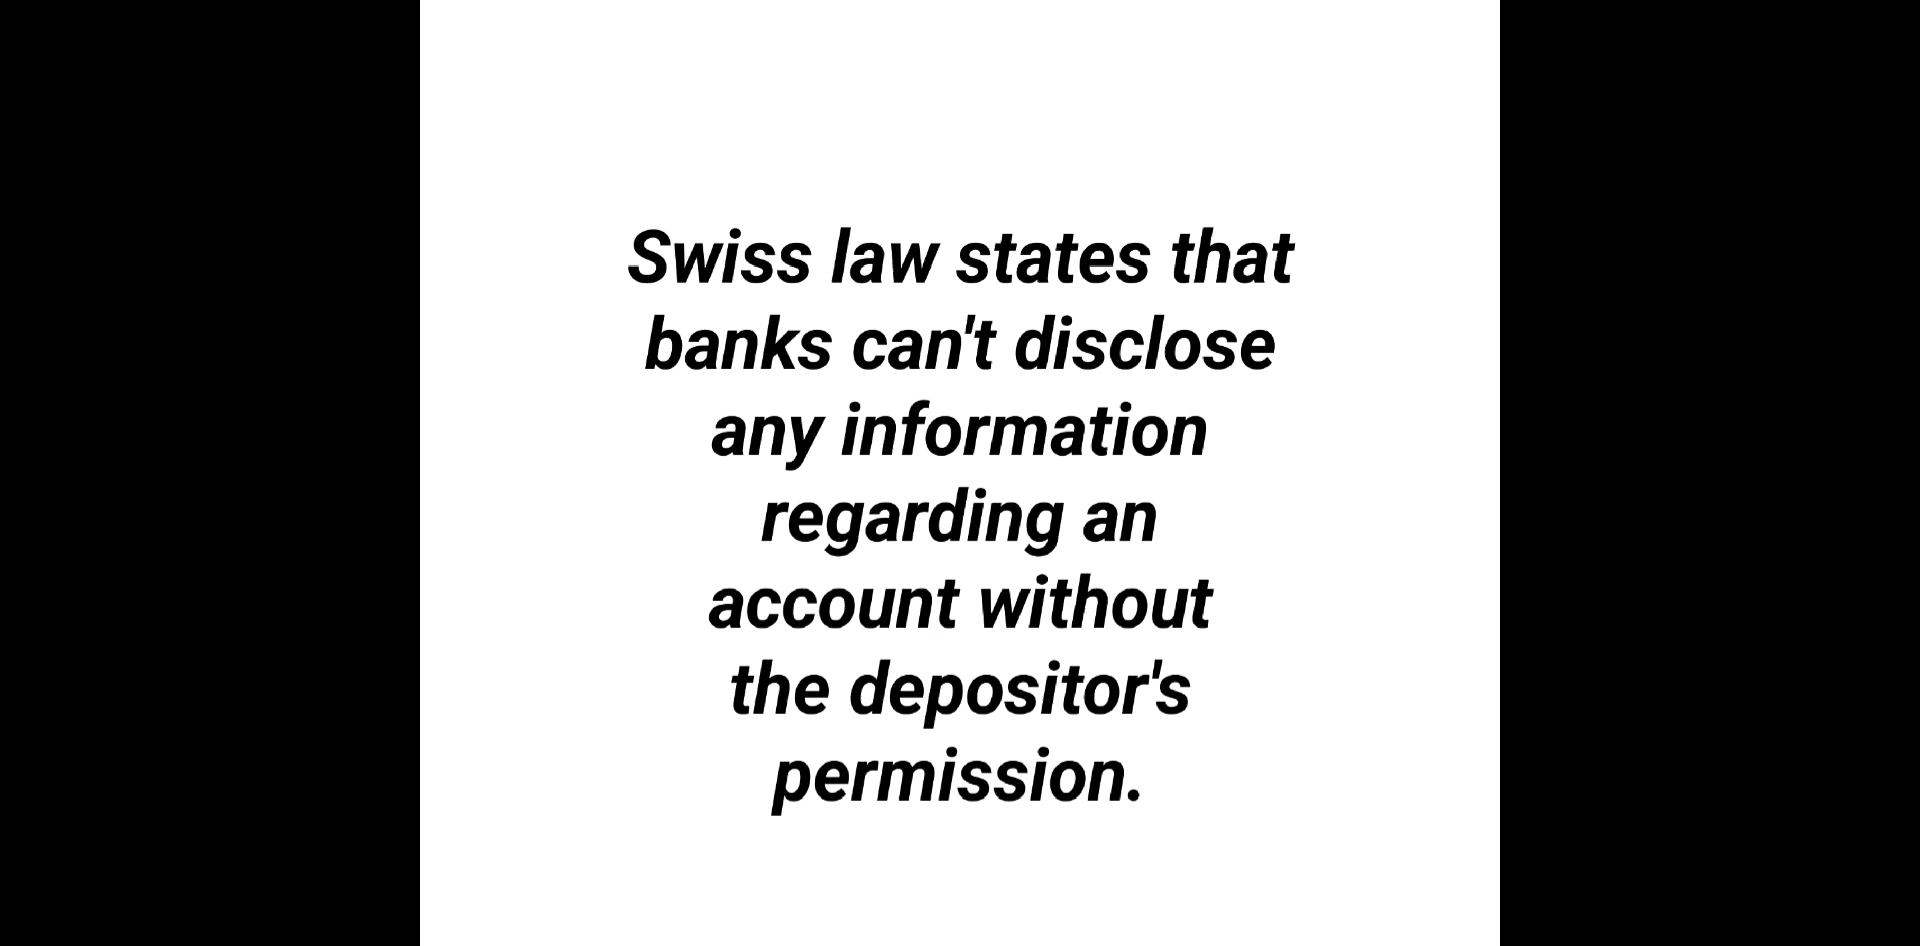 Swiss law states that
banks can't disclose
any information
regarding an
account without
the depositor's
permission.